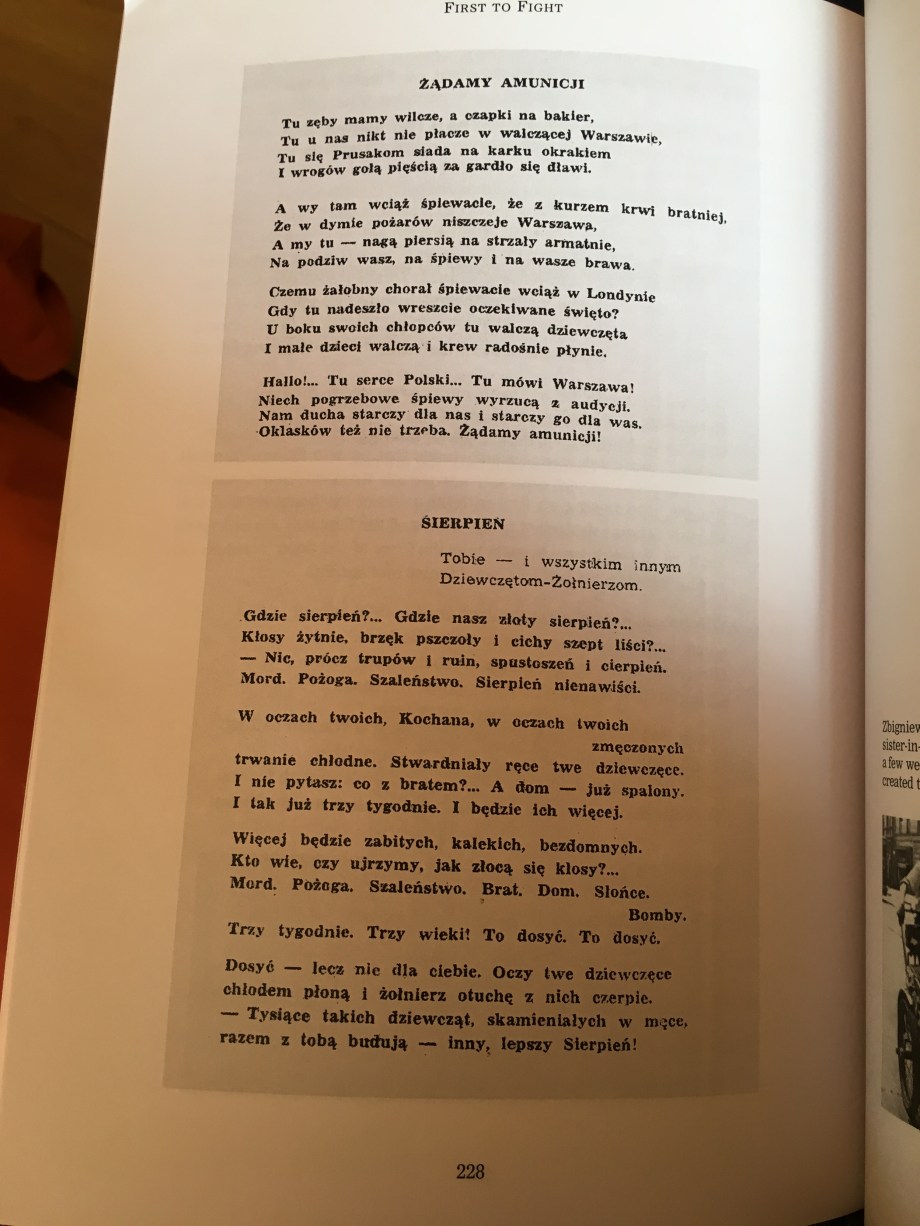 FIRST TO FIGHT
ŻĄDAMY AMUNICJI
Tu zęby mamy wilcze, a czapki na bakier,
Tu u nas nikt nie płacze w walczącej Warszawie,
Tu się Prusakom siada na karku okrakiem
I wrogów gołą pięścią za gardło się dławi.
A wy tam wciąż śpiewacie, że z kurzem krwi bratniej,
Że w dymie pożarów niszczeje Warszawa,
A my tu — nagą piersią na strzały armatnie,
Na podziw wasz, na śpiewy i na wasze brawa.
Czemu żałobny chorał śpiewacie wciąż w Londynie
Gdy tu nadeszło wreszcie oczekiwane święto?
U boku swoich chłopców tu walczą dziewczęta
I małe dzieci walczą i krew radośnie płynie.
Hallo!... Tu serce Polski... Tu mówi Warszawa!
Niech pogrzebowe śpiewy wyrzucą z audycji.
Nam ducha starczy dla nas i starczy go dla was.
Oklasków też nie trzeba. Żądamy amunicji!
SIERPIEŃ
Tobie — i wszystkim innym
Dziewczętom-Żołnierzom.
Gdzie sierpień?... Gdzie nasz złoty sierpień?...
Kłosy żytnie, brzęk pszczoły i cichy szept liści?...
— Nic, prócz trupów i ruin, spustoszeń i cierpień.
Mord. Pożoga. Szaleństwo. Sierpień nienawiści.
W oczach twoich, Kochana, w oczach twoich
zmęczonych
trwanie chłodne. Stwardniały ręce twe dziewczęce.
I nie pytasz: co z bratem?... A dom — już spalony.
I tak już trzy tygodnie. I będzie ich więcej.
Więcej będzie zabitych, kalekich, bezdomnych.
Kto wie, czy ujrzymy, jak złocą się kłosy?...
Mord. Pożoga. Szaleństwo. Brat. Dom. Słońce.
Bomby.
Trzy tygodnie. Trzy wieki! To dosyć. To dosyć.
Dosyć — lecz nie dla ciebie. Oczy twe dziewczęce
chłodem płoną i żołnierz otuchę z nich czerpie.
— Tysiące takich dziewcząt, skamieniałych w męce,
razem z tobą budują — inny, lepszy Sierpień!
228
Zbigniew
sister-in-
a few we
created t